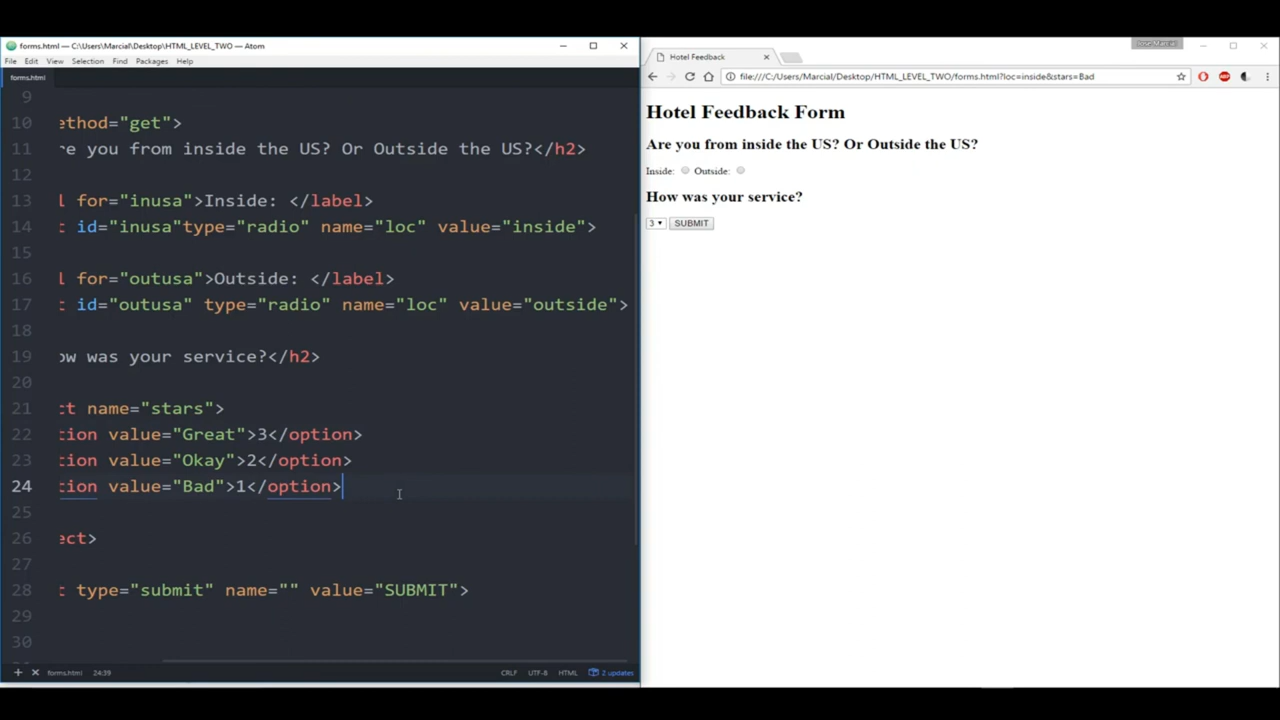 forms.html — C:\Users\Marcial\Desktop\HTML_LEVEL_TWO — Atom
File Edit View Selection Find Packages Help
forms.html
9
10 ethod="get">
11 re you from inside the US? Or Outside the US?</h2>
12
13 l for="inusa">Inside: </label>
14 t id="inusa"type="radio" name="loc" value="inside">
15
16 l for="outusa">Outside: </label>
17 t id="outusa" type="radio" name="loc" value="outside">
18
19 ow was your service?</h2>
20
21 ct name="stars">
22 tion value="Great">3</option>
23 tion value="Okay">2</option>
24 tion value="Bad">1</option>
25
26 ect>
27
28 t type="submit" name="" value="SUBMIT">
29
30
forms.html 24:39 CRLF UTF-8 HTML 2 updates
Jose Marcial
Hotel Feedback
file:///C:/Users/Marcial/Desktop/HTML_LEVEL_TWO/forms.html?loc=inside&stars=Bad
ABP
Hotel Feedback Form
Are you from inside the US? Or Outside the US?
Inside: Outside:
How was your service?
3 SUBMIT